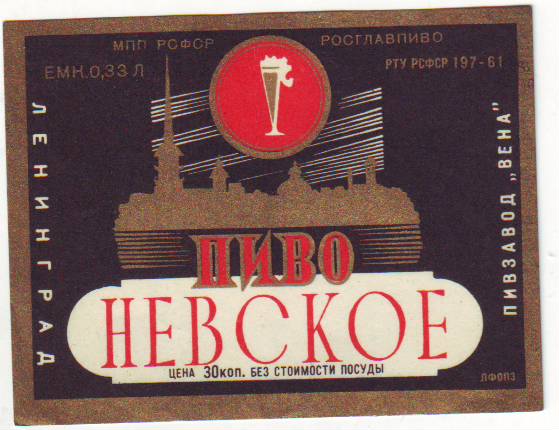 МПП РСФСР РОСГЛАВПИВО
ЕМК.0,33 Л РТУ РСФСР 197-61
ЛЕНИНГРАД
ПИВЗАВОД „ВЕНА"
ПИВО
НЕВСКОЕ
ЦЕНА 30КОП. БЕЗ СТОИМОСТИ ПОСУДЫ